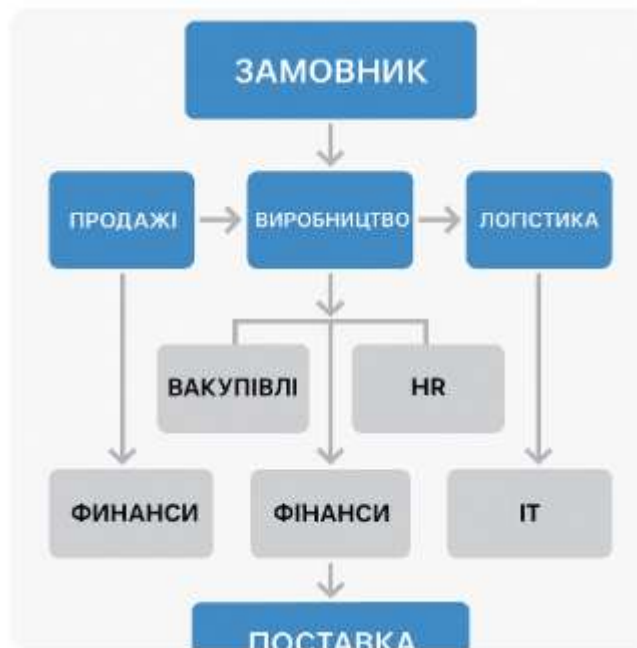 ЗАМОВНИК
ПРОДАЖІ
ВИРОБНИЦТВО
ЛОГІСТИКА
ВАКУПІВЛІ
HR
ФИНАНСИ
ФІНАНСИ
IT
ПОСТАВКА